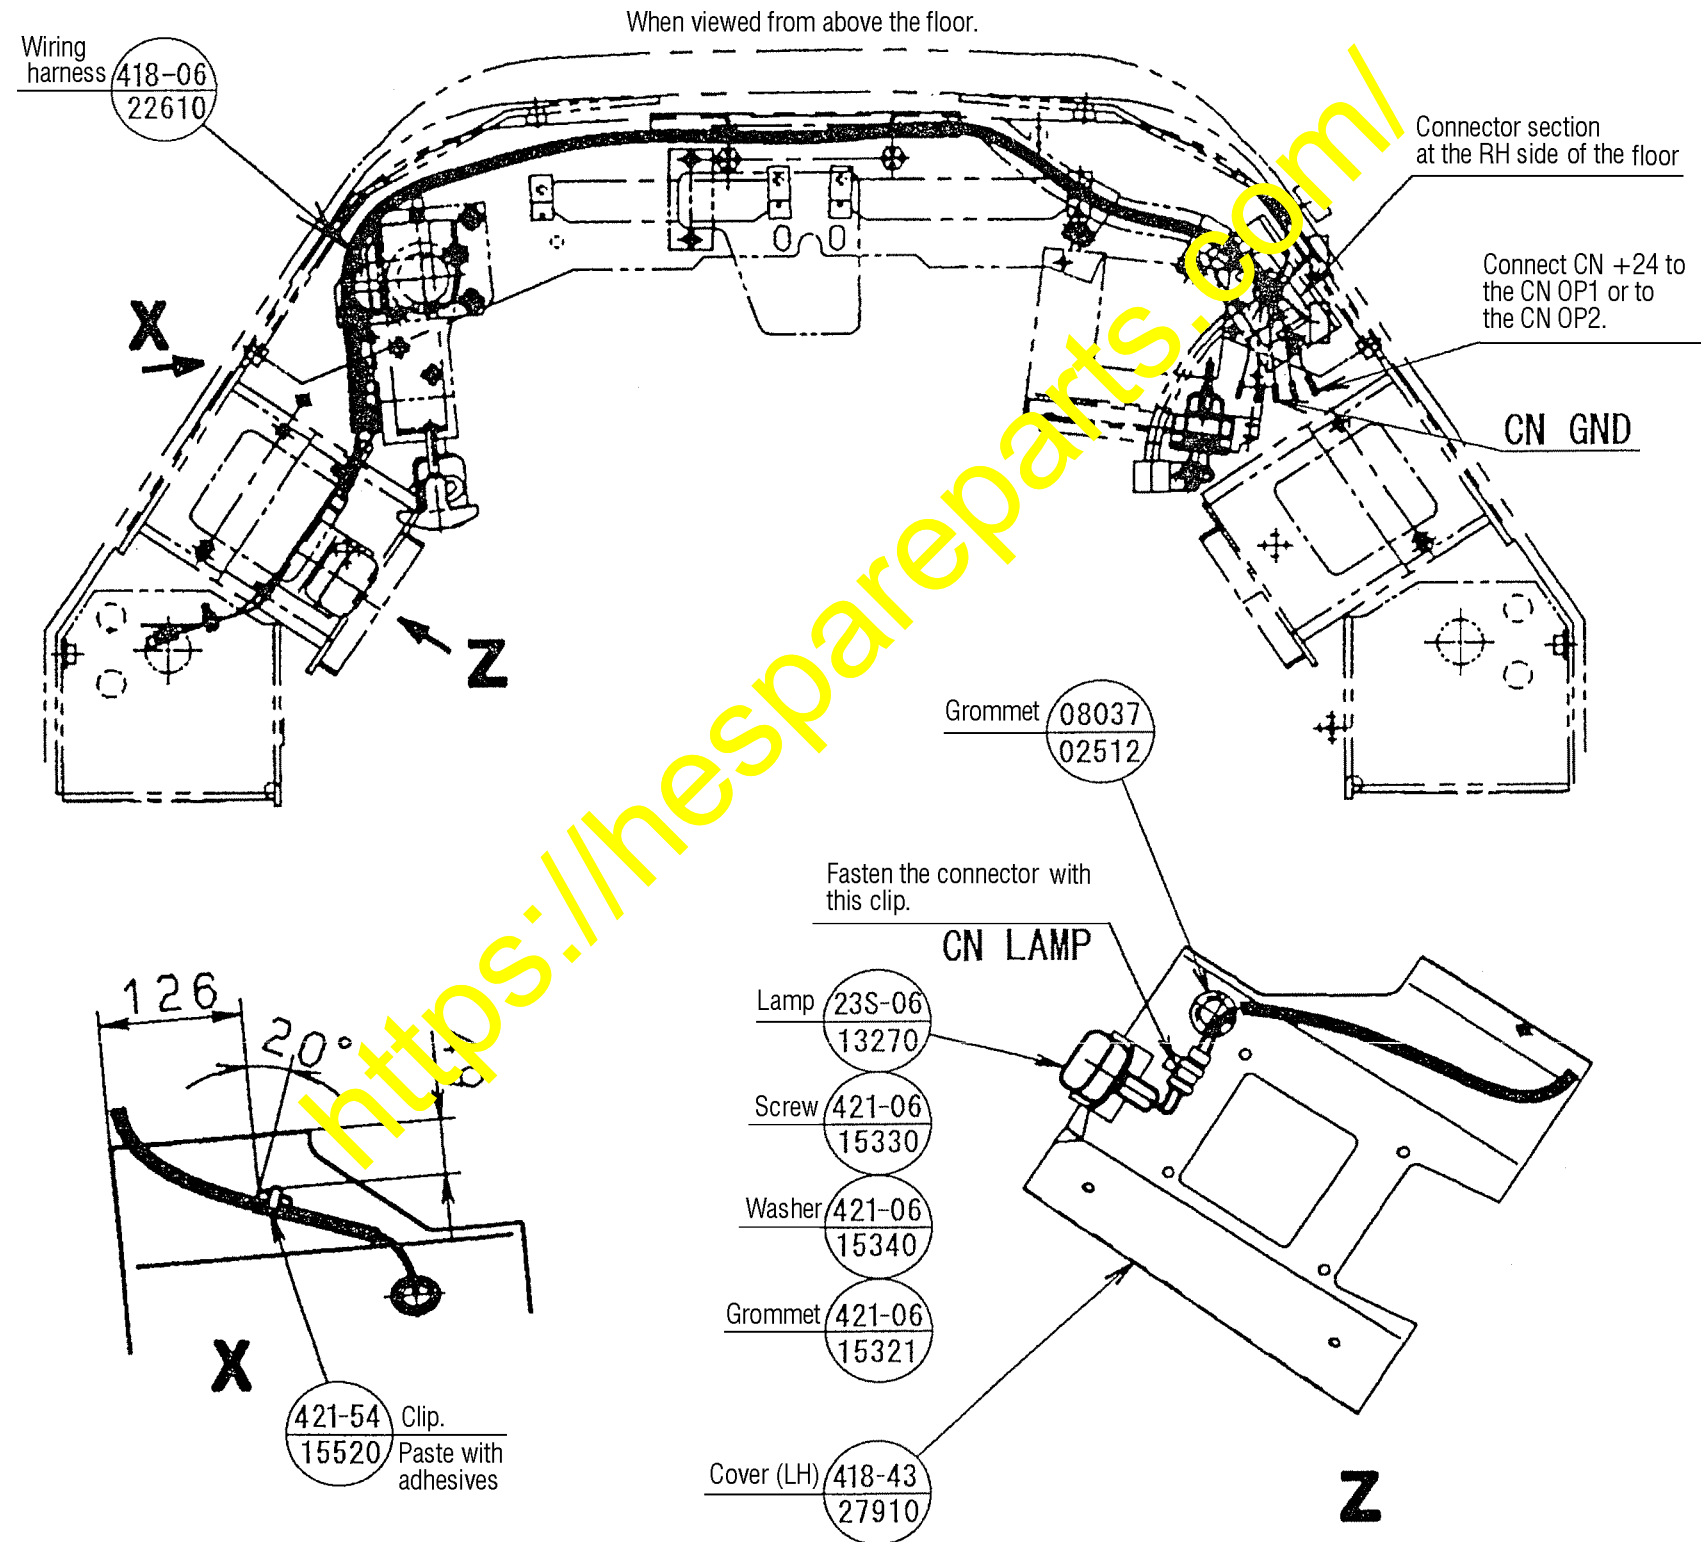 When viewed from above the floor.
Wiring
harness
418-06
22610
Connector section
at the RH side of the floor
Connect CN +24 to
the CN OP1 or to
the CN OP2.
CN GND
X
Z
Grommet
08037
02512
Fasten the connector with
this clip.
CN LAMP
Lamp
23S-06
13270
Screw
421-06
15330
Washer
421-06
15340
Grommet
421-06
15321
Cover (LH)
418-43
27910
Z
126
20°
X
421-54
15520
Clip.
Paste with
adhesives
https://hespareparts.com/